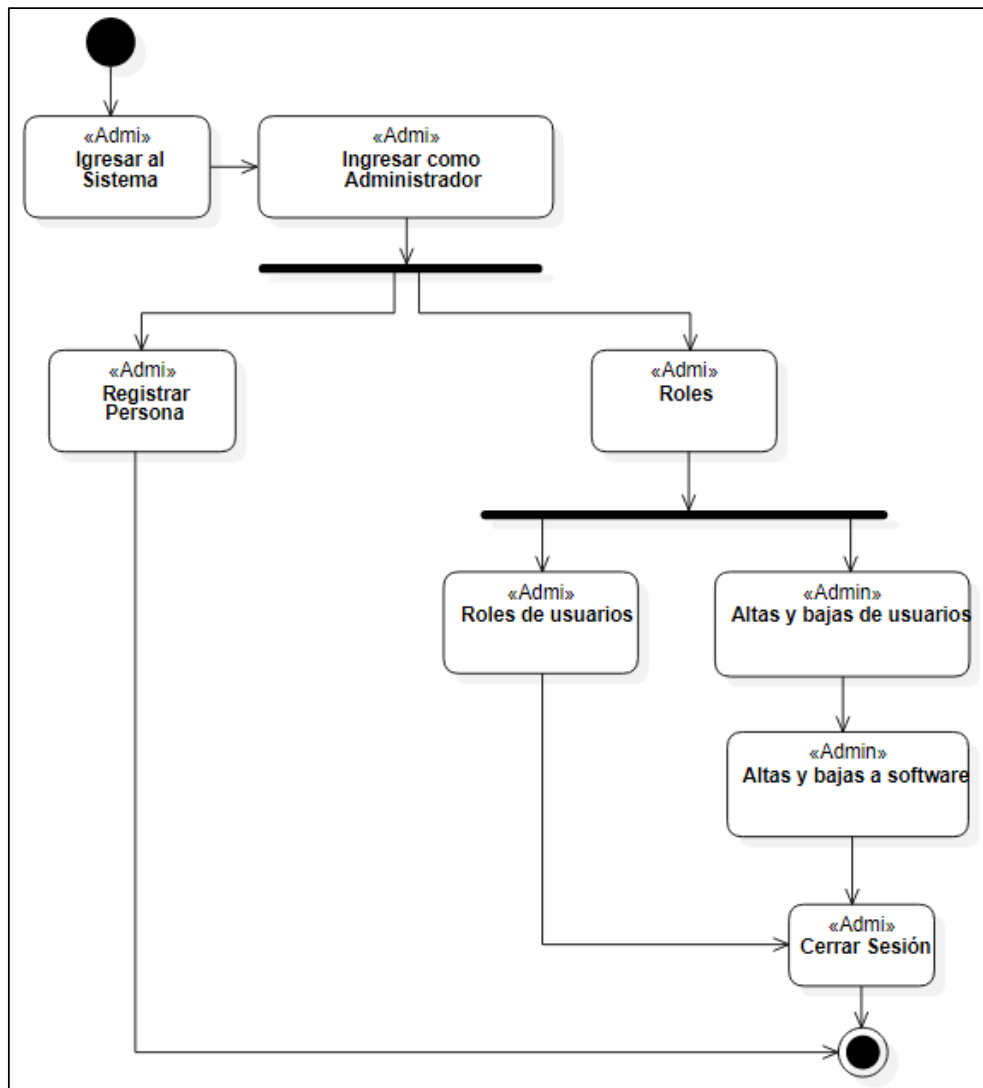 «Admi»
Igresar al
Sistema
«Admi»
Ingresar como
Administrador
«Admi»
Registrar
Persona
«Admi»
Roles
«Admi»
Roles de usuarios
«Admin»
Altas y bajas de usuarios
«Admin»
Altas y bajas a software
«Admi»
Cerrar Sesión